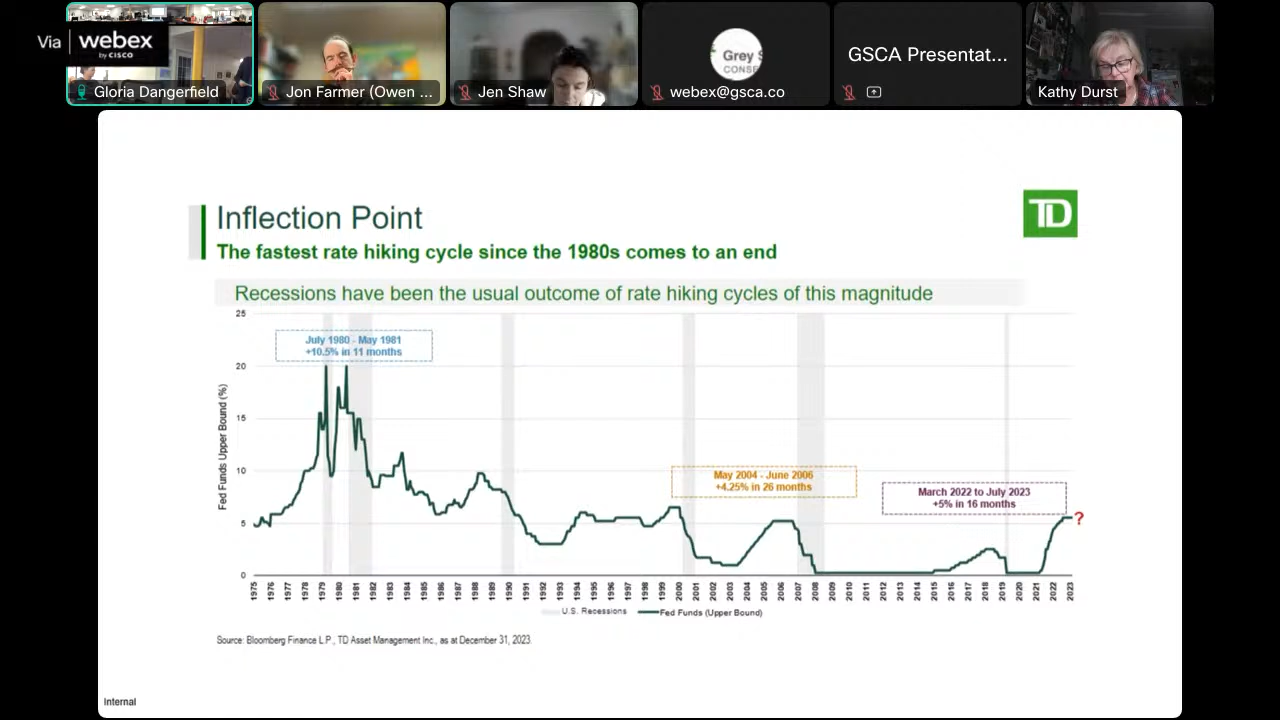 Via webex
by CISCO
Gloria Dangerfield
Jon Farmer (Owen ...
Jen Shaw
Grey
CONSE
webex@gsca.co
GSCA Presentat...
Kathy Durst
Inflection Point
TD
The fastest rate hiking cycle since the 1980s comes to an end
Recessions have been the usual outcome of rate hiking cycles of this magnitude
Fed Funds Upper Bound (%)
25
20
15
10
5
0
July 1980 - May 1981
+10.5% in 11 months
May 2004 - June 2006
+4.25% in 26 months
March 2022 to July 2023
+5% in 16 months
?
1975 1976 1977 1978 1979 1980 1981 1982 1983 1984 1985 1986 1987 1988 1989 1990 1991 1992 1993 1994 1995 1996 1997 1998 1999 2000 2001 2002 2003 2004 2005 2006 2007 2008 2009 2010 2011 2012 2013 2014 2015 2016 2017 2018 2019 2020 2021 2022 2023
U.S. Recessions Fed Funds (Upper Bound)
Source: Bloomberg Finance L.P., TD Asset Management Inc., as at December 31, 2023
Internal